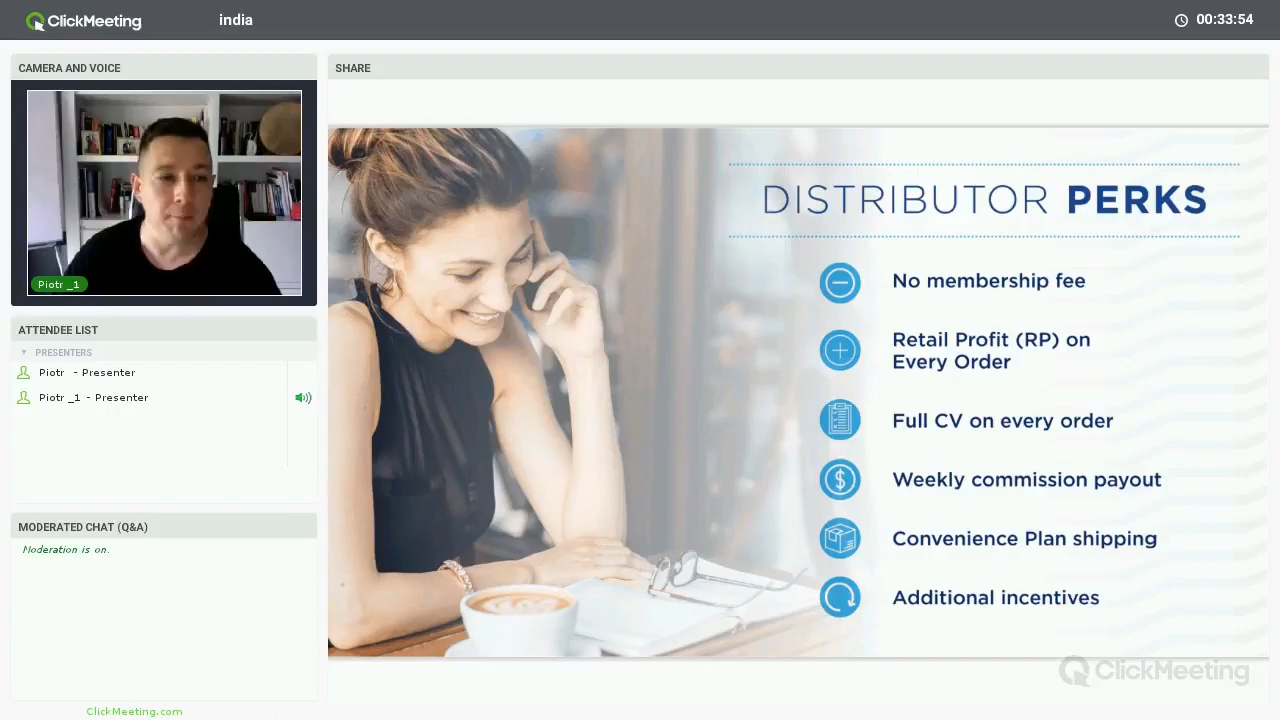 ClickMeeting
india
00:33:54
CAMERA AND VOICE
Piotr _1
ATTENDEE LIST
PRESENTERS
Piotr - Presenter
Piotr _1 - Presenter
MODERATED CHAT (Q&A)
Moderation is on.
ClickMeeting.com
SHARE
DISTRIBUTOR PERKS
No membership fee
Retail Profit (RP) on
Every Order
Full CV on every order
Weekly commission payout
Convenience Plan shipping
Additional incentives
ClickMeeting